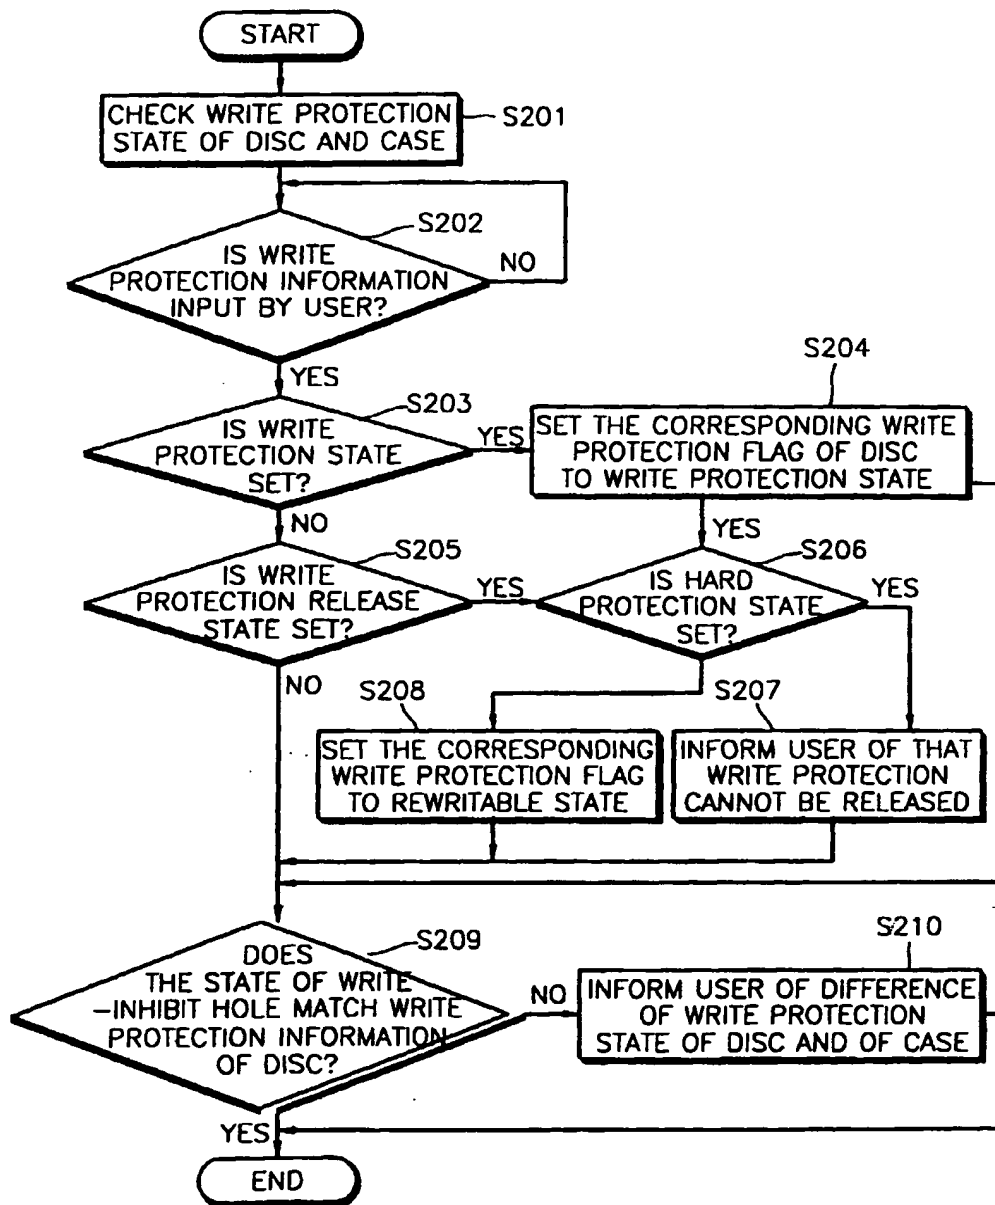 START
CHECK WRITE PROTECTION
STATE OF DISC AND CASE
S201
S202
IS WRITE
PROTECTION INFORMATION
INPUT BY USER?
NO
YES
S203
IS WRITE
PROTECTION STATE
SET?
YES
S204
SET THE CORRESPONDING WRITE
PROTECTION FLAG OF DISC
TO WRITE PROTECTION STATE
NO
YES
S205
IS WRITE
PROTECTION RELEASE
STATE SET?
YES
S206
IS HARD
PROTECTION STATE
SET?
YES
NO
S208
SET THE CORRESPONDING
WRITE PROTECTION FLAG
TO REWRITABLE STATE
S207
INFORM USER OF THAT
WRITE PROTECTION
CANNOT BE RELEASED
S209
DOES
THE STATE OF WRITE
-INHIBIT HOLE MATCH WRITE
PROTECTION INFORMATION
OF DISC?
NO
S210
INFORM USER OF DIFFERENCE
OF WRITE PROTECTION
STATE OF DISC AND OF CASE
YES
END